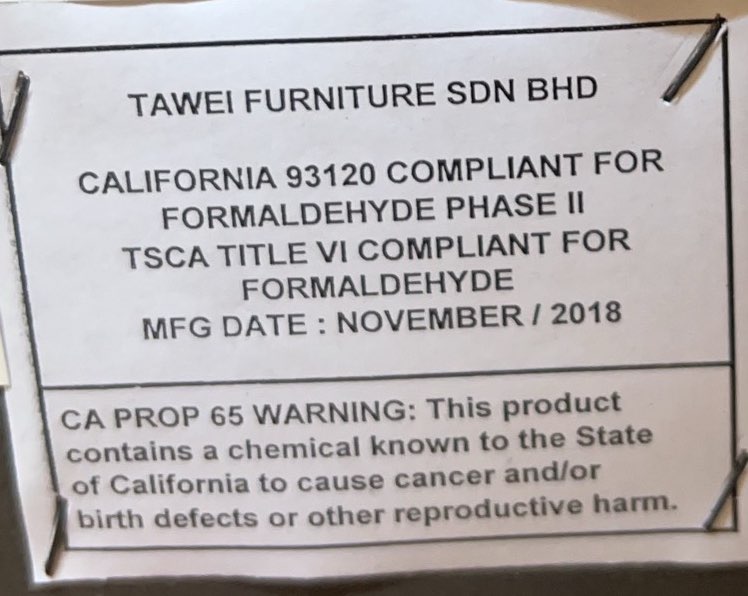 TAWEI FURNITURE SDN BHD
CALIFORNIA 93120 COMPLIANT FOR
FORMALDEHYDE PHASE II
TSCA TITLE VI COMPLIANT FOR
FORMALDEHYDE
MFG DATE : NOVEMBER / 2018
CA PROP 65 WARNING: This product
contains a chemical known to the State
of California to cause cancer and/or
birth defects or other reproductive harm.